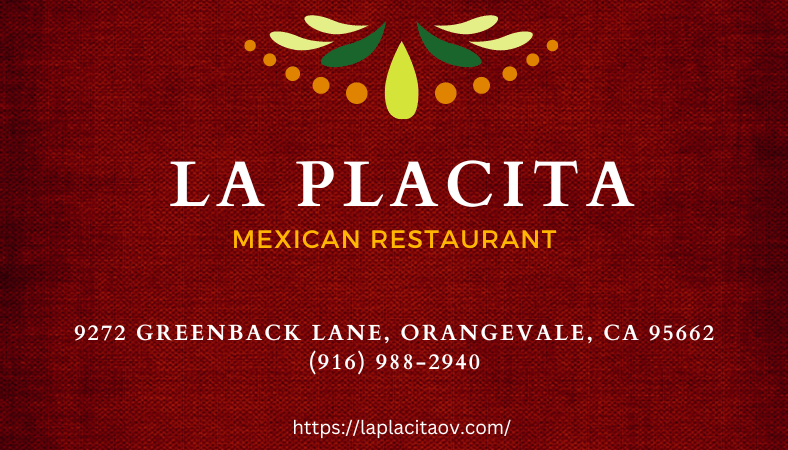 LA PLACITA
MEXICAN RESTAURANT
9272 GREENBACK LANE, ORANGEVALE, CA 95662
(916) 988-2940
https://laplacitaov.com/